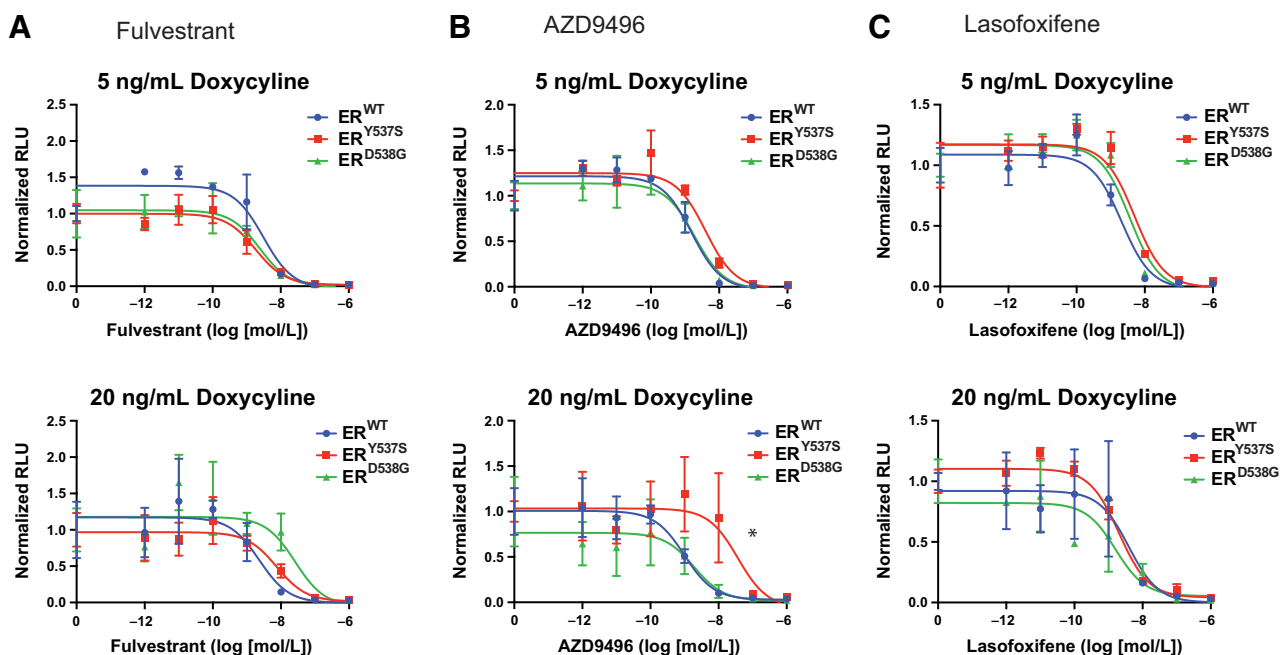 A Fulvestrant
5 ng/mL Doxycyline
Normalized RLU
2.5
2.0
1.5
1.0
0.5
0.0
ER^WT
ER^Y537S
ER^D538G
0 −12 −10 −8 −6
Fulvestrant (log [mol/L])
20 ng/mL Doxycyline
Normalized RLU
2.5
2.0
1.5
1.0
0.5
0.0
ER^WT
ER^Y537S
ER^D538G
0 −12 −10 −8 −6
Fulvestrant (log [mol/L])
B AZD9496
5 ng/mL Doxycyline
Normalized RLU
2.0
1.5
1.0
0.5
0.0
ER^WT
ER^Y537S
ER^D538G
0 −12 −10 −8 −6
AZD9496 (log [mol/L])
20 ng/mL Doxycyline
Normalized RLU
2.0
1.5
1.0
0.5
0.0
ER^WT
ER^Y537S
ER^D538G
*
0 −12 −10 −8 −6
AZD9496 (log [mol/L])
C Lasofoxifene
5 ng/mL Doxycyline
Normalized RLU
1.5
1.0
0.5
0.0
ER^WT
ER^Y537S
ER^D538G
0 −12 −10 −8 −6
Lasofoxifene (log [mol/L])
20 ng/mL Doxycyline
Normalized RLU
1.5
1.0
0.5
0.0
ER^WT
ER^Y537S
ER^D538G
0 −12 −10 −8 −6
Lasofoxifene (log [mol/L])